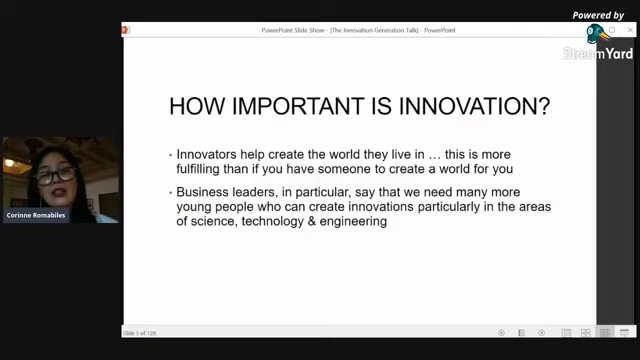 Powered by
StreamYard
PowerPoint Slide Show - [The Innovation Generation Talk] - PowerPoint
HOW IMPORTANT IS INNOVATION?
• Innovators help create the world they live in … this is more
fulfilling than if you have someone to create a world for you
• Business leaders, in particular, say that we need many more
young people who can create innovations particularly in the areas
of science, technology & engineering
Corinne Romabiles
Slide 5 of 128